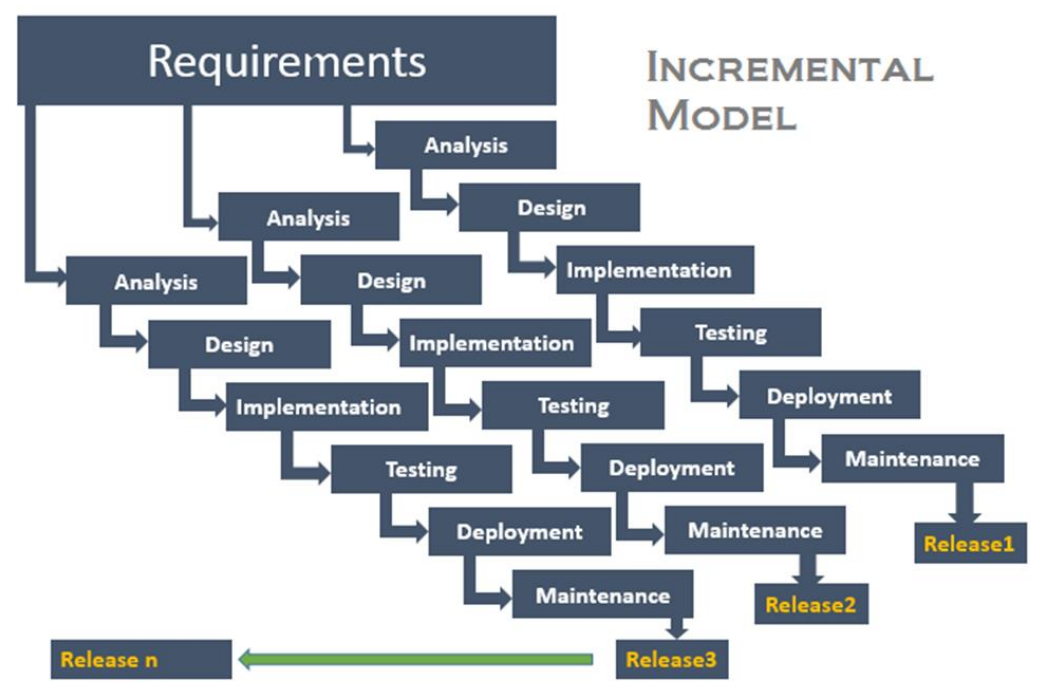 Requirements
INCREMENTAL
MODEL
Analysis
Design
Implementation
Testing
Deployment
Maintenance
Release1
Analysis
Design
Implementation
Testing
Deployment
Maintenance
Release2
Analysis
Design
Implementation
Testing
Deployment
Maintenance
Release3
Release n